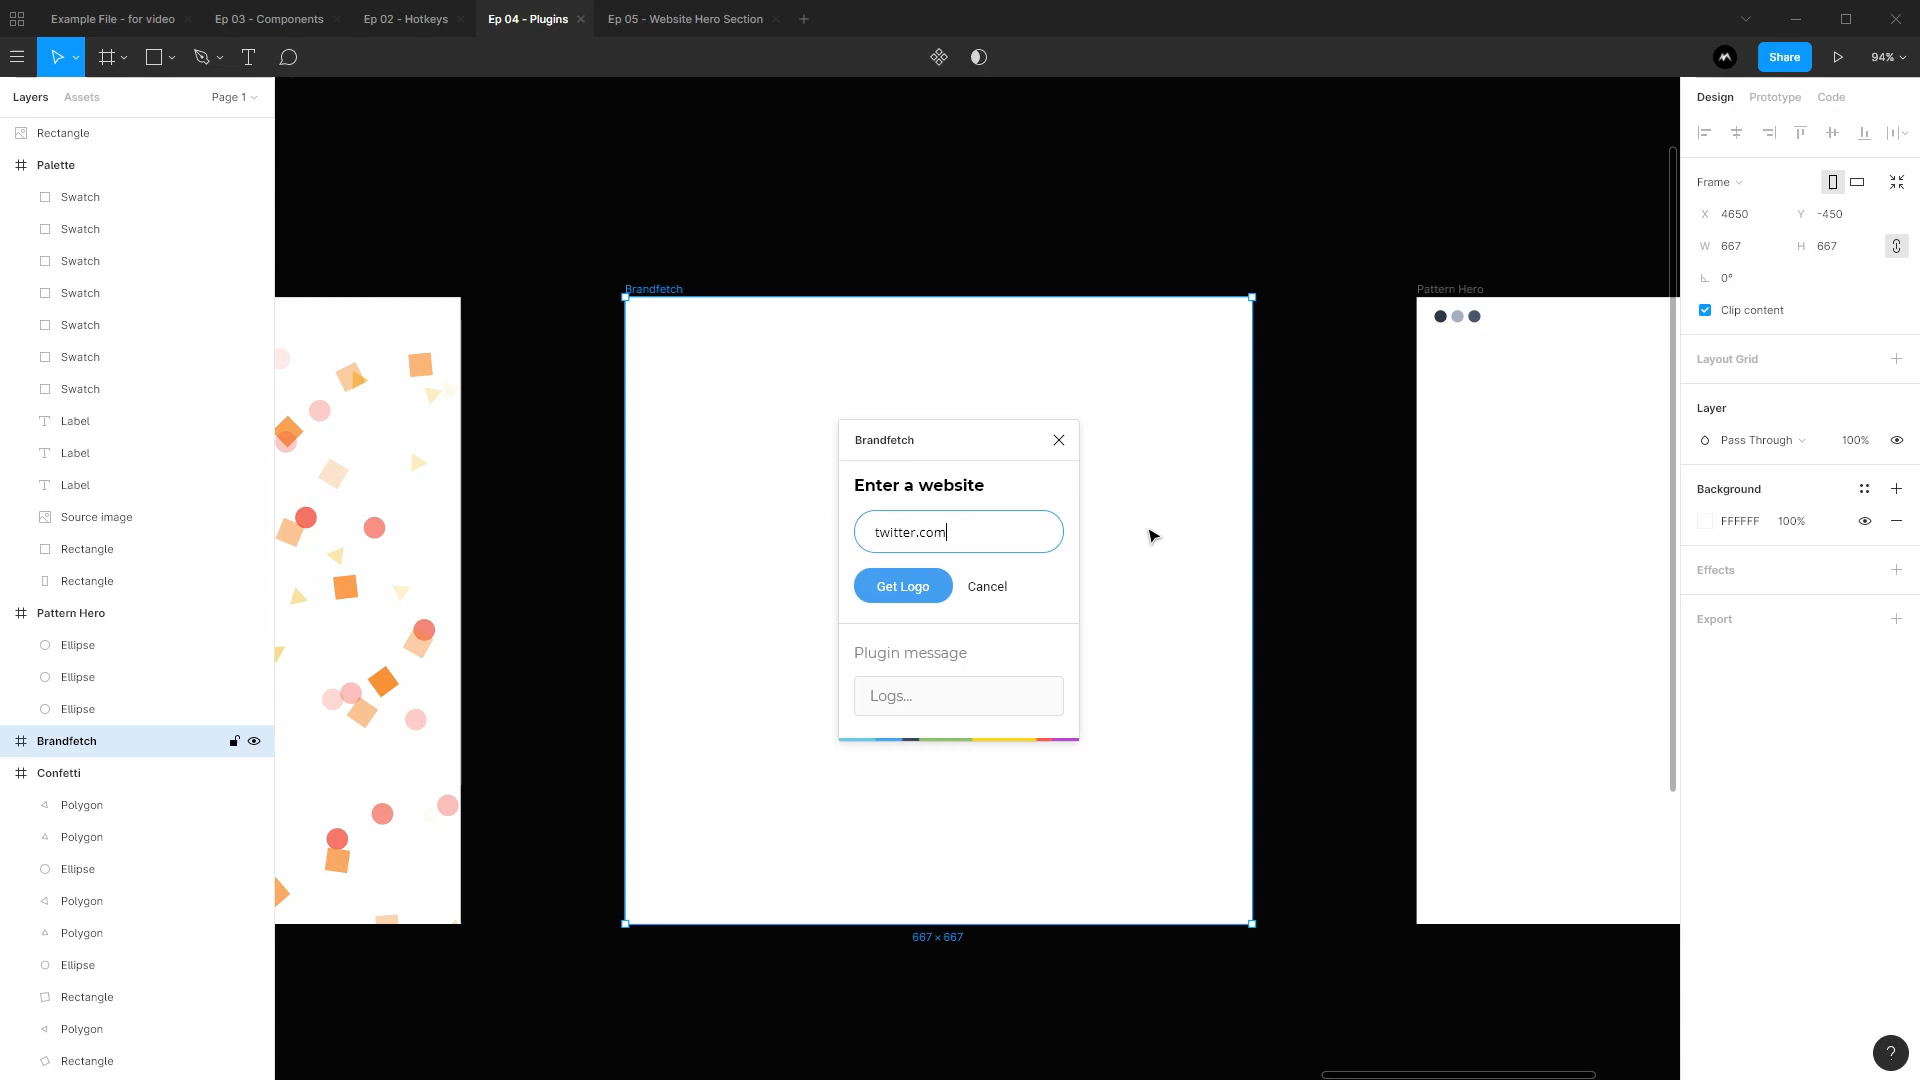 Example File - for video
Ep 03 - Components
Ep 02 - Hotkeys
Ep 04 - Plugins
Ep 05 - Website Hero Section
Share
94%
Layers
Assets
Page 1
Rectangle
Palette
Swatch
Swatch
Swatch
Swatch
Swatch
Swatch
Swatch
Label
Label
Label
Source image
Rectangle
Rectangle
Pattern Hero
Ellipse
Ellipse
Ellipse
Brandfetch
Confetti
Polygon
Polygon
Ellipse
Polygon
Polygon
Ellipse
Rectangle
Polygon
Rectangle
Brandfetch
Brandfetch
Enter a website
twitter.com
Get Logo
Cancel
Plugin message
Logs...
667 × 667
Pattern Hero
Design
Prototype
Code
Frame
X 4650 Y -450
W 667 H 667
0°
Clip content
Layout Grid
Layer
Pass Through 100%
Background
FFFFFF 100%
Effects
Export
?